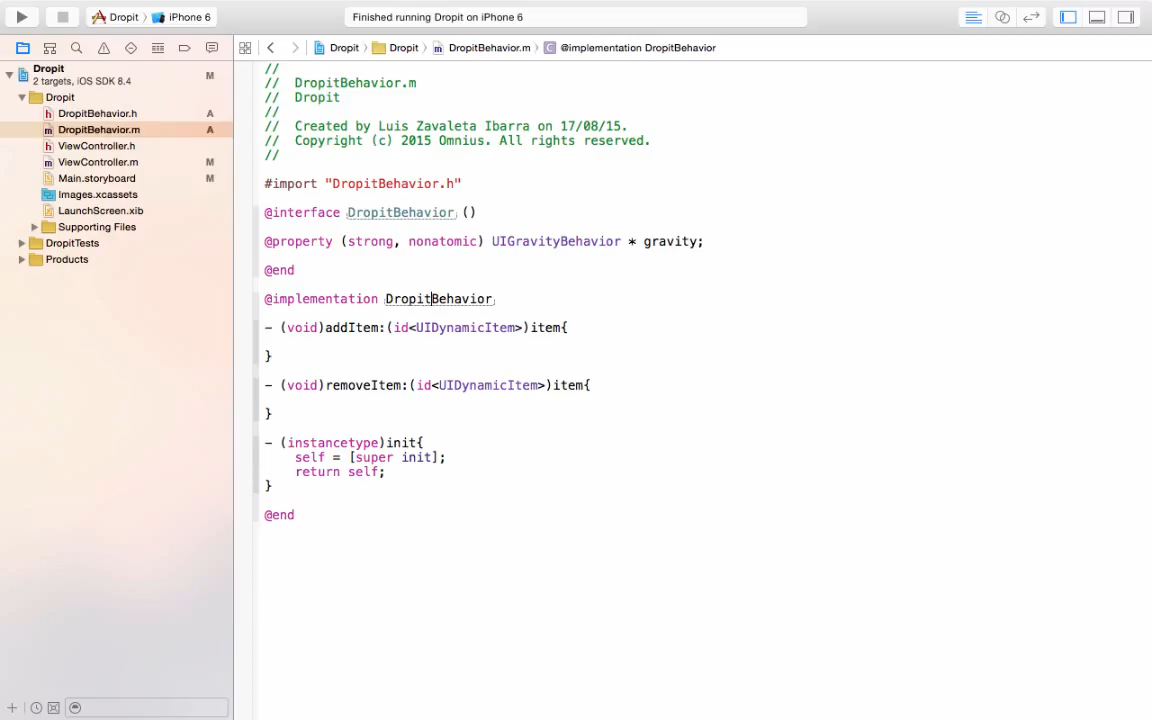 Dropit
iPhone 6
Finished running Dropit on iPhone 6
Dropit
Dropit
DropitBehavior.m
C
@implementation DropitBehavior
Dropit
M
2 targets, iOS SDK 8.4
Dropit
h DropitBehavior.h A
m DropitBehavior.m A
h ViewController.h
m ViewController.m M
Main.storyboard M
Images.xcassets
LaunchScreen.xib
Supporting Files
DropitTests
Products
//
// DropitBehavior.m
// Dropit
//
// Created by Luis Zavaleta Ibarra on 17/08/15.
// Copyright (c) 2015 Omnius. All rights reserved.
//
#import "DropitBehavior.h"
@interface DropitBehavior ()
@property (strong, nonatomic) UIGravityBehavior * gravity;
@end
@implementation DropitBehavior
- (void)addItem:(id<UIDynamicItem>)item{
}
- (void)removeItem:(id<UIDynamicItem>)item{
}
- (instancetype)init{
self = [super init];
return self;
}
@end